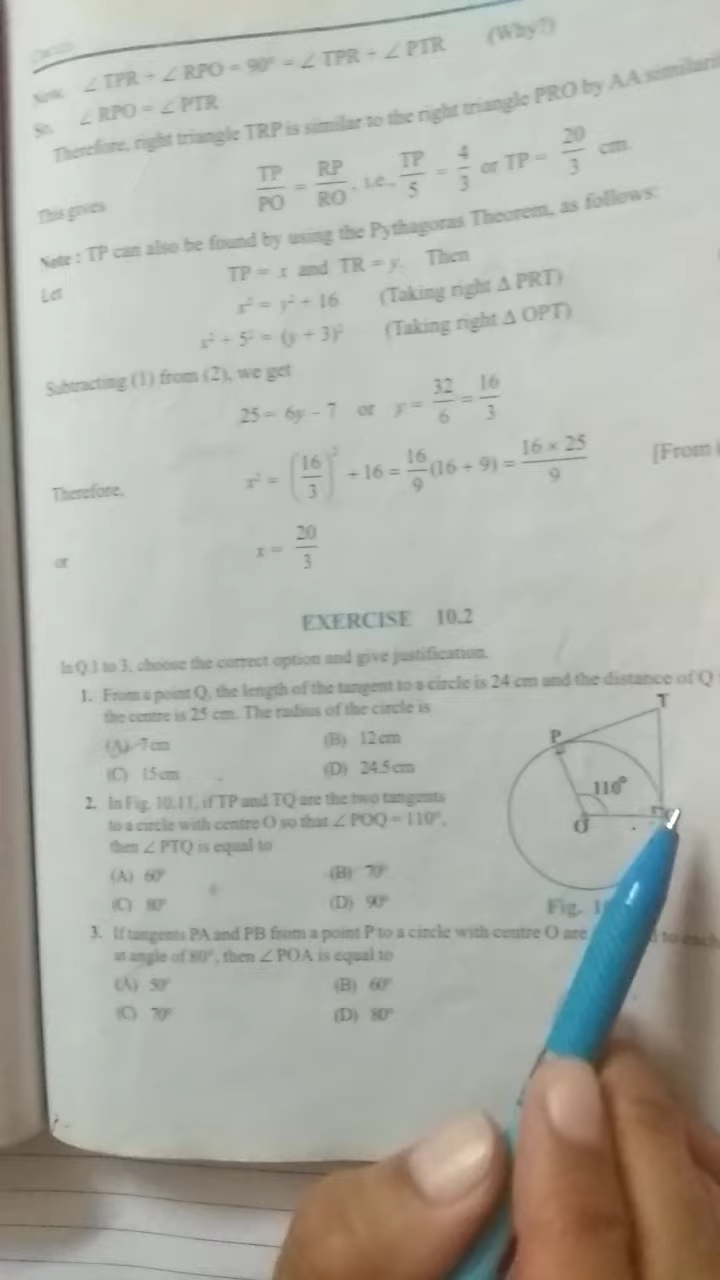 Now, ∠ TPR + ∠ RPO = 90° = ∠ TPR + ∠ PTR (Why?)
So, ∠ RPO = ∠ PTR
Therefore, right triangle TRP is similar to the right triangle PRO by AA
This gives TP/PO = RP/RO, i.e., TP/5 = 4/3 or TP = 20/3 cm.
Note : TP can also be found by using the Pythagoras Theorem, as follows:
Let TP = x and TR = y. Then
x² = y² + 16 (Taking right Δ PRT)
x² + 5² = (y + 3)² (Taking right Δ OPT)
Subtracting (1) from (2), we get
25 = 6y – 7 or y = 32/6 = 16/3
Therefore, x² = (16/3)² + 16 = 16/9 (16 + 9) = 16 × 25/9 [From
or x = 20/3
EXERCISE 10.2
In Q.1 to 3, choose the correct option and give justification.
1. From a point Q, the length of the tangent to a circle is 24 cm and the distance of Q
the centre is 25 cm. The radius of the circle is
(A) 7 cm (B) 12 cm
(C) 15 cm (D) 24.5 cm
2. In Fig. 10.11, if TP and TQ are the two tangents
to a circle with centre O so that ∠ POQ = 110°,
then ∠ PTQ is equal to
(A) 60° (B) 70°
(C) 80° (D) 90°
T
P
110°
O
Fig.
3. If tangents PA and PB from a point P to a circle with centre O are to each
at angle of 80°, then ∠ POA is equal to
(A) 50° (B) 60°
(C) 70° (D) 80°